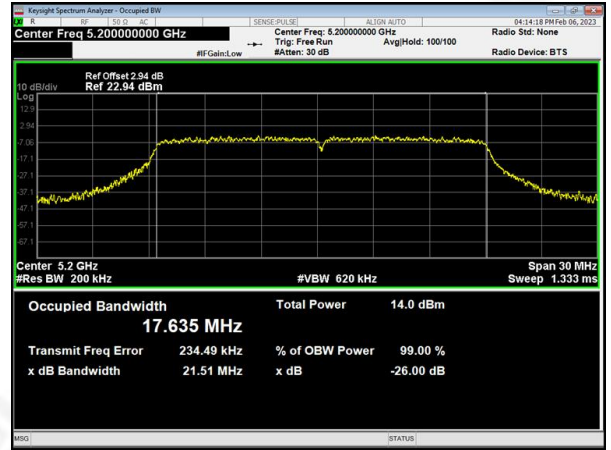 Keysight Spectrum Analyzer - Occupied BW
R RF 50 Ω AC SENSE:PULSE ALIGN AUTO 04:14:18 PM Feb 06, 2023
Center Freq 5.200000000 GHz Center Freq: 5.200000000 GHz Radio Std: None
Trig: Free Run Avg|Hold: 100/100
#IFGain:Low #Atten: 30 dB Radio Device: BTS
Ref Offset 2.94 dB
10 dB/div Ref 22.94 dBm
Log
12.9
2.94
-7.06
-17.1
-27.1
-37.1
-47.1
-57.1
-67.1
Center 5.2 GHz Span 30 MHz
#Res BW 200 kHz #VBW 620 kHz Sweep 1.333 ms
Occupied Bandwidth Total Power 14.0 dBm
17.635 MHz
Transmit Freq Error 234.49 kHz % of OBW Power 99.00 %
x dB Bandwidth 21.51 MHz x dB -26.00 dB
MSG STATUS